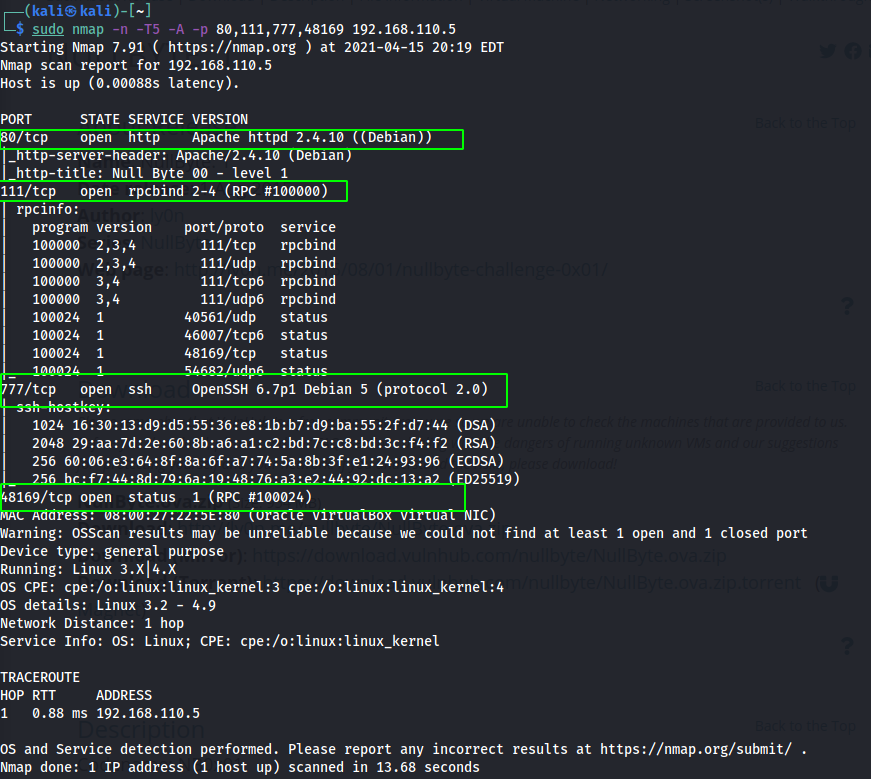 ┌──(kali㉿kali)-[~]
└─$ sudo nmap -n -T5 -A -p 80,111,777,48169 192.168.110.5
Starting Nmap 7.91 ( https://nmap.org ) at 2021-04-15 20:19 EDT
Nmap scan report for 192.168.110.5
Host is up (0.00088s latency).

PORT      STATE SERVICE VERSION
80/tcp    open  http    Apache httpd 2.4.10 ((Debian))
|_http-server-header: Apache/2.4.10 (Debian)
|_http-title: Null Byte 00 - level 1
111/tcp   open  rpcbind 2-4 (RPC #100000)
| rpcinfo:
|   program version    port/proto  service
|   100000  2,3,4        111/tcp   rpcbind
|   100000  2,3,4        111/udp   rpcbind
|   100000  3,4          111/tcp6  rpcbind
|   100000  3,4          111/udp6  rpcbind
|   100024  1          40561/udp   status
|   100024  1          46007/tcp6  status
|   100024  1          48169/tcp   status
|_  100024  1          54682/udp6  status
777/tcp   open  ssh     OpenSSH 6.7p1 Debian 5 (protocol 2.0)
| ssh-hostkey:
|   1024 16:30:13:d9:d5:55:36:e8:1b:b7:d9:ba:55:2f:d7:44 (DSA)
|   2048 29:aa:7d:2e:60:8b:a6:a1:c2:bd:7c:c8:bd:3c:f4:f2 (RSA)
|   256 60:06:e3:64:8f:8a:6f:a7:74:5a:8b:3f:e1:24:93:96 (ECDSA)
|_  256 bc:f7:44:8d:79:6a:19:48:76:a3:e2:44:92:dc:13:a2 (ED25519)
48169/tcp open  status  1 (RPC #100024)
MAC Address: 08:00:27:22:5E:80 (Oracle VirtualBox virtual NIC)
Warning: OSScan results may be unreliable because we could not find at least 1 open and 1 closed port
Device type: general purpose
Running: Linux 3.X|4.X
OS CPE: cpe:/o:linux:linux_kernel:3 cpe:/o:linux:linux_kernel:4
OS details: Linux 3.2 - 4.9
Network Distance: 1 hop
Service Info: OS: Linux; CPE: cpe:/o:linux:linux_kernel

TRACEROUTE
HOP RTT     ADDRESS
1   0.88 ms 192.168.110.5

OS and Service detection performed. Please report any incorrect results at https://nmap.org/submit/ .
Nmap done: 1 IP address (1 host up) scanned in 13.68 seconds